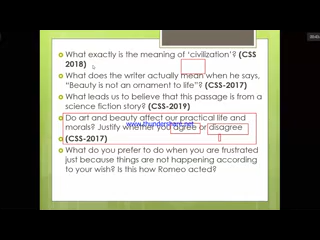 What exactly is the meaning of 'civilization'? (CSS
2018)
What does the writer actually mean when he says,
"Beauty is not an ornament to life"? (CSS-2017)
What leads us to believe that this passage is from a
science fiction story? (CSS-2019)
Do art and beauty affect our practical life and
morals? Justify whether you agree or disagree
www.thundershare.net
(CSS-2017)
What do you prefer to do when you are frustrated
just because things are not happening according
to your wish? Is this how Romeo acted?